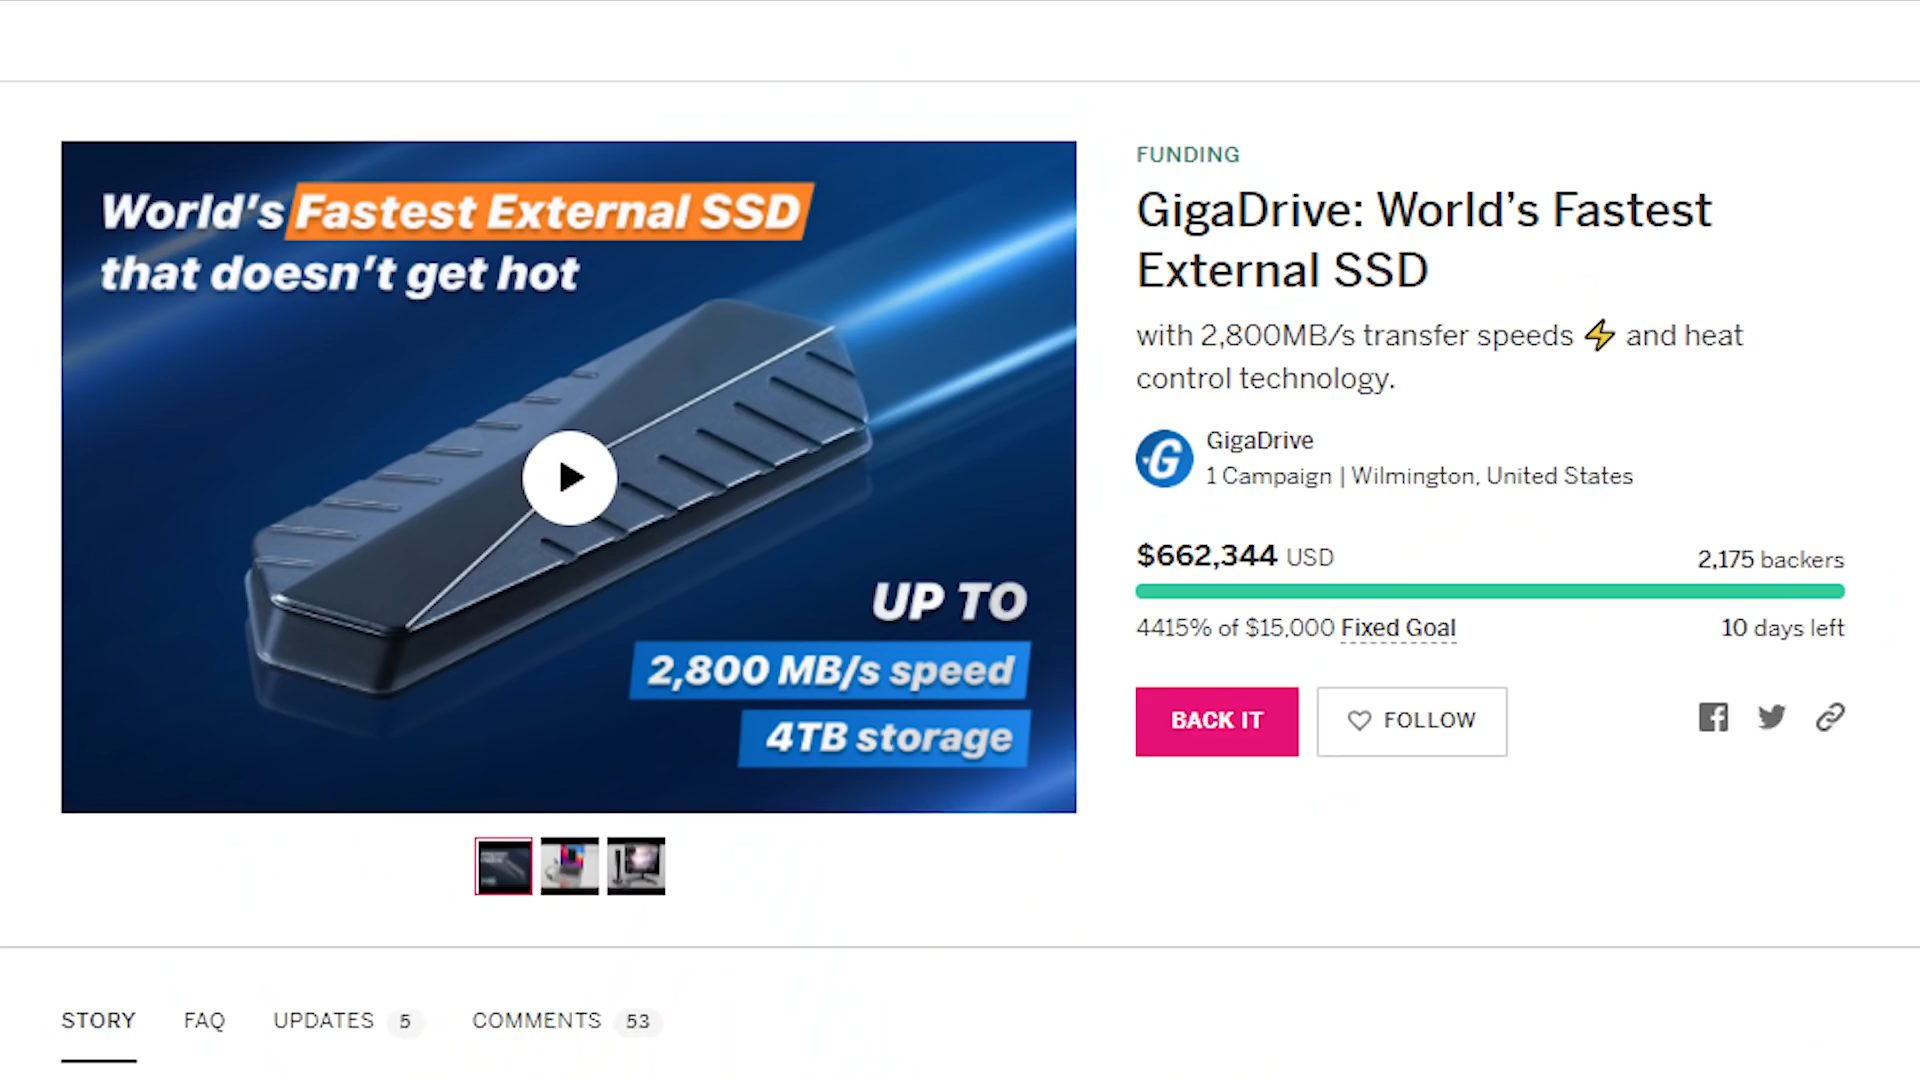 World's Fastest External SSD
that doesn't get hot
UP TO
2,800 MB/s speed
4TB storage
FUNDING
GigaDrive: World's Fastest
External SSD
with 2,800MB/s transfer speeds ⚡ and heat
control technology.
G
GigaDrive
1 Campaign | Wilmington, United States
$662,344 USD
2,175 backers
4415% of $15,000 Fixed Goal
10 days left
BACK IT
FOLLOW
STORY
FAQ
UPDATES 5
COMMENTS 53